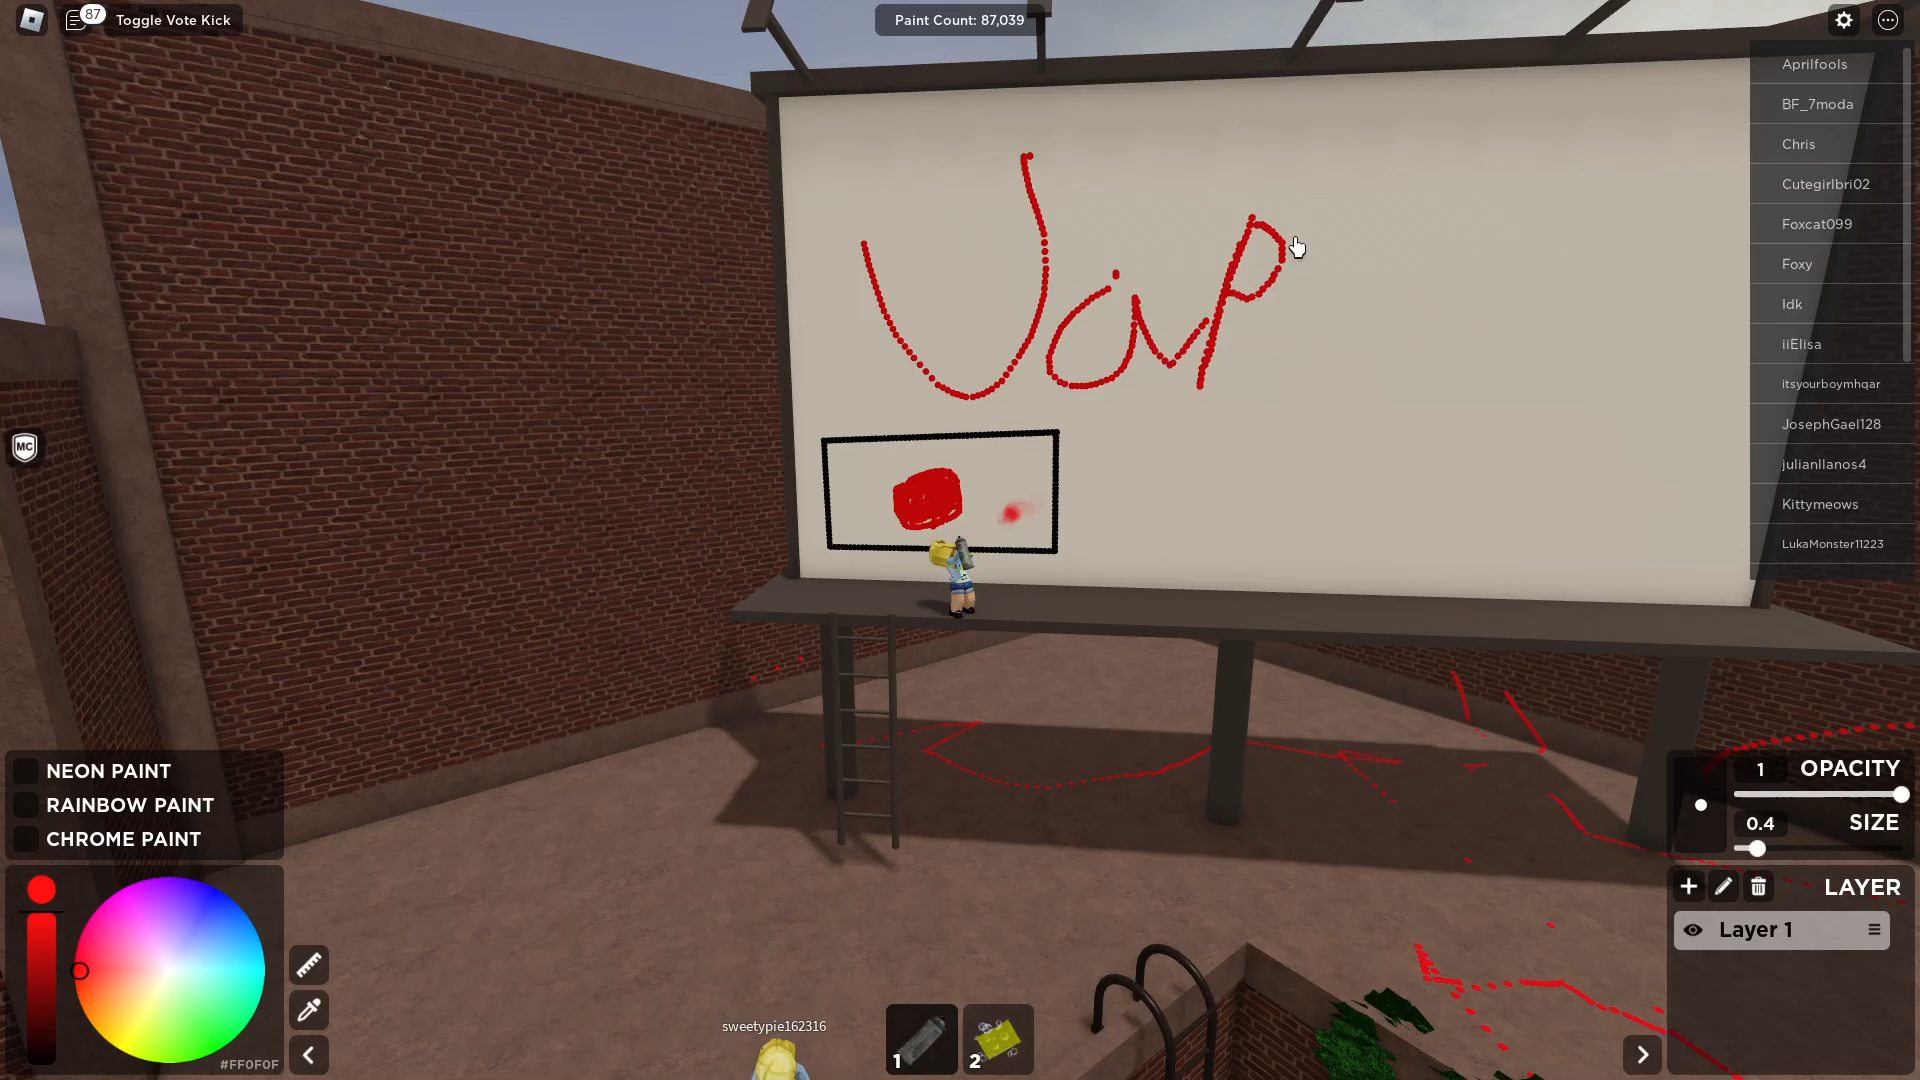 87
Toggle Vote Kick
Paint Count: 87,039
Aprilfools
BF_7moda
Chris
Cutegirlbri02
Foxcat099
Foxy
Idk
iiElisa
itsyourboymhqar
JosephGael128
julianllanos4
Kittymeows
LukaMonster11223
MC
NEON PAINT
RAINBOW PAINT
CHROME PAINT
#FF0F0F
1 OPACITY
0.4 SIZE
LAYER
Layer 1
sweetypie162316
1
2